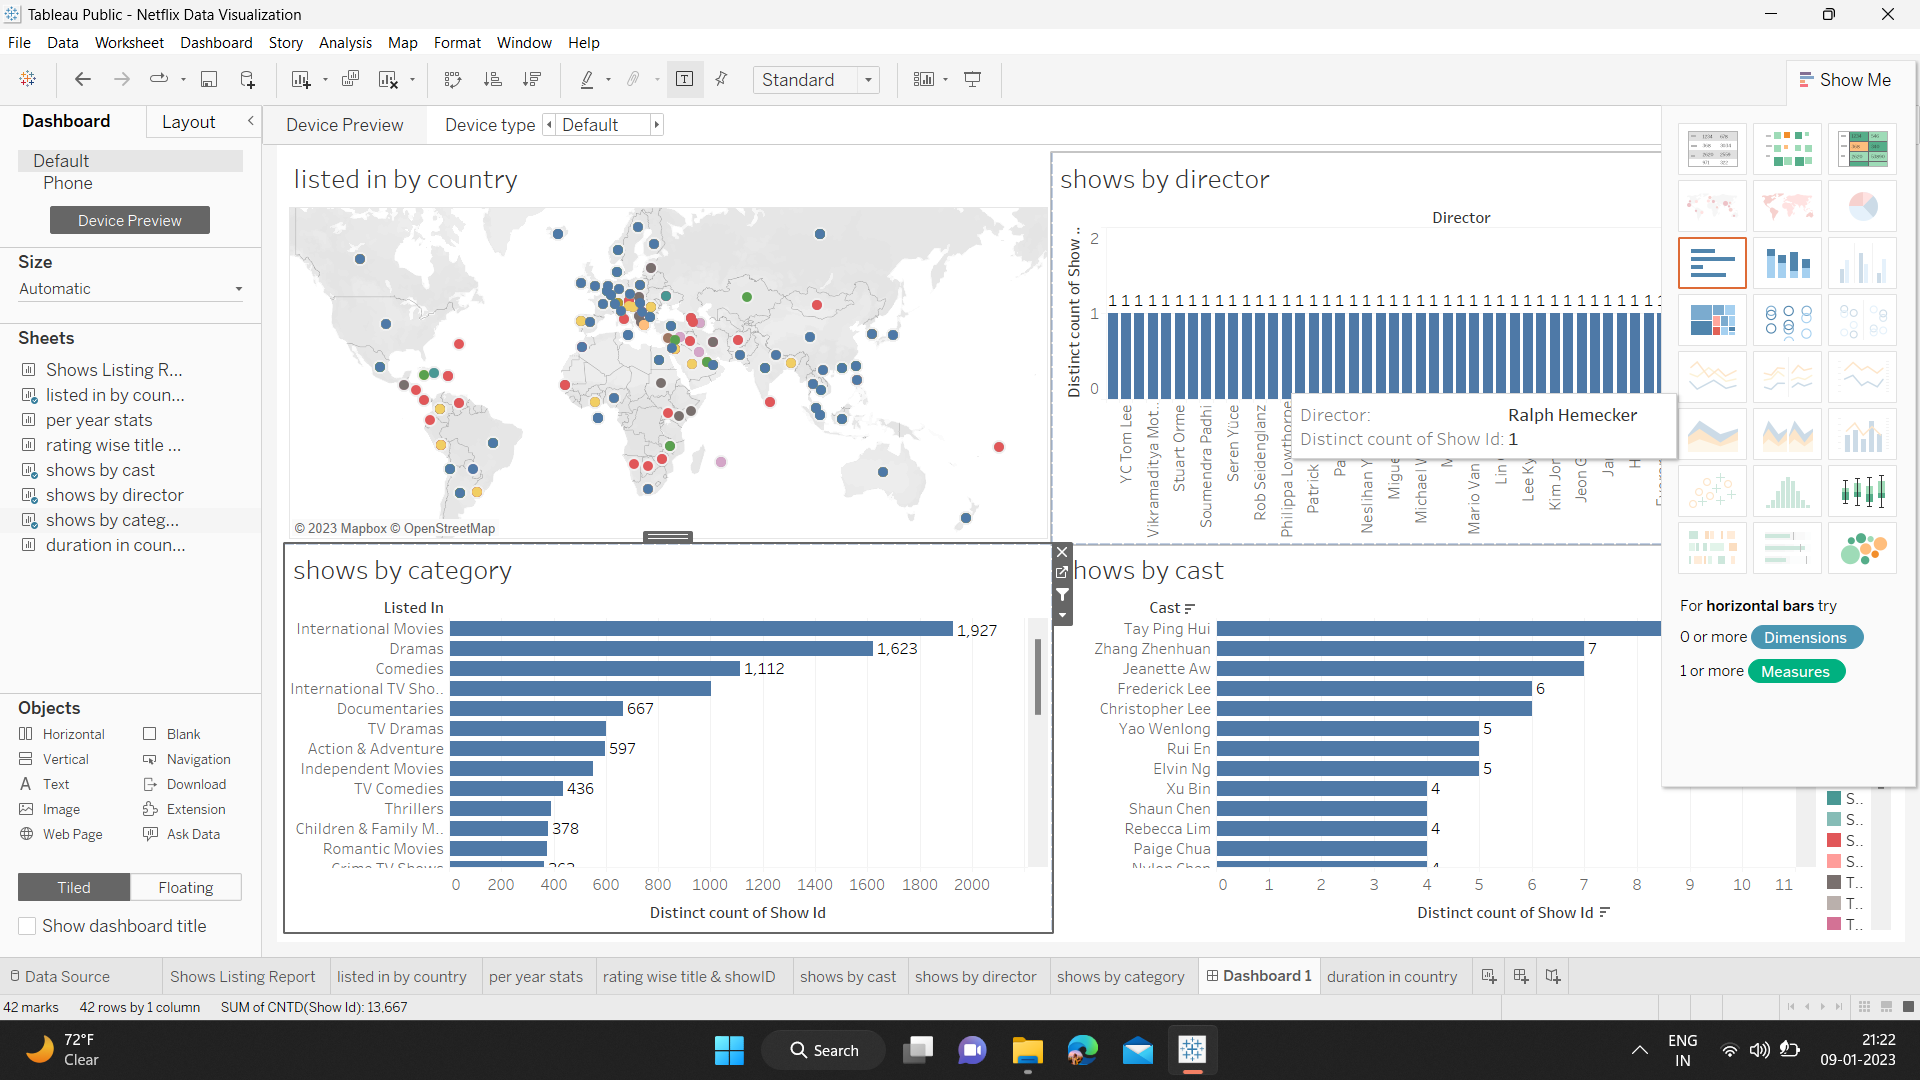 Tableau Public - Netflix Data Visualization
File Data Worksheet Dashboard Story Analysis Map Format Window Help
Standard
Show Me
Dashboard
Layout
Default
Phone
Device Preview
Size
Automatic
Sheets
Shows Listing R...
listed in by coun...
per year stats
rating wise title ...
shows by cast
shows by director
shows by categ...
duration in coun...
Objects
Horizontal Blank
Vertical Navigation
Text Download
Image Extension
Web Page Ask Data
Tiled Floating
Show dashboard title
Device Preview Device type Default
listed in by country
© 2023 Mapbox © OpenStreetMap
shows by director
Director
Distinct count of Show ..
2
1
0
1 1 1 1 1 1 1 1 1 1 1 1 1 1 1 1 1 1 1 1 1 1 1 1 1 1 1 1 1 1 1 1 1 1 1 1 1 1 1 1 1
YC Tom Lee
Vikramaditya Mot..
Stuart Orme
Soumendra Padhi
Seren Yüce
Rob Seidenglanz
Philippa Lowthorpe
Patrick
Neslihan Y
Migue
Michael W
Mario Van
Lin
Lee Ky
Kim Jor
Jeon G
Director: Ralph Hemecker
Distinct count of Show Id: 1
shows by category
Listed In
International Movies 1,927
Dramas 1,623
Comedies 1,112
International TV Sho..
Documentaries 667
TV Dramas
Action & Adventure 597
Independent Movies
TV Comedies 436
Thrillers
Children & Family M.. 378
Romantic Movies
Crime TV Shows
0 200 400 600 800 1000 1200 1400 1600 1800 2000
Distinct count of Show Id
hows by cast
Cast
Tay Ping Hui
Zhang Zhenhuan 7
Jeanette Aw
Frederick Lee 6
Christopher Lee
Yao Wenlong 5
Rui En
Elvin Ng 5
Xu Bin 4
Shaun Chen
Rebecca Lim 4
Paige Chua
0 1 2 3 4 5 6 7 8 9 10 11
Distinct count of Show Id
For horizontal bars try
0 or more Dimensions
1 or more Measures
S..
S..
S..
S..
T..
T..
T..
Data Source Shows Listing Report listed in by country per year stats rating wise title & showID shows by cast shows by director shows by category Dashboard 1 duration in country
42 marks 42 rows by 1 column SUM of CNTD(Show Id): 13,667
72°F
Clear
Search
ENG
IN
21:22
09-01-2023